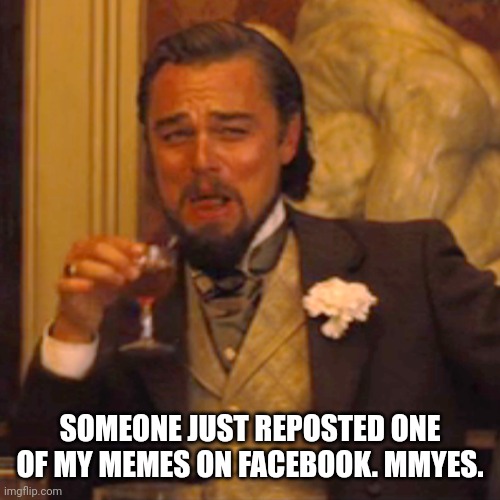 SOMEONE JUST REPOSTED ONE
OF MY MEMES ON FACEBOOK. MMYES.
imgflip.com